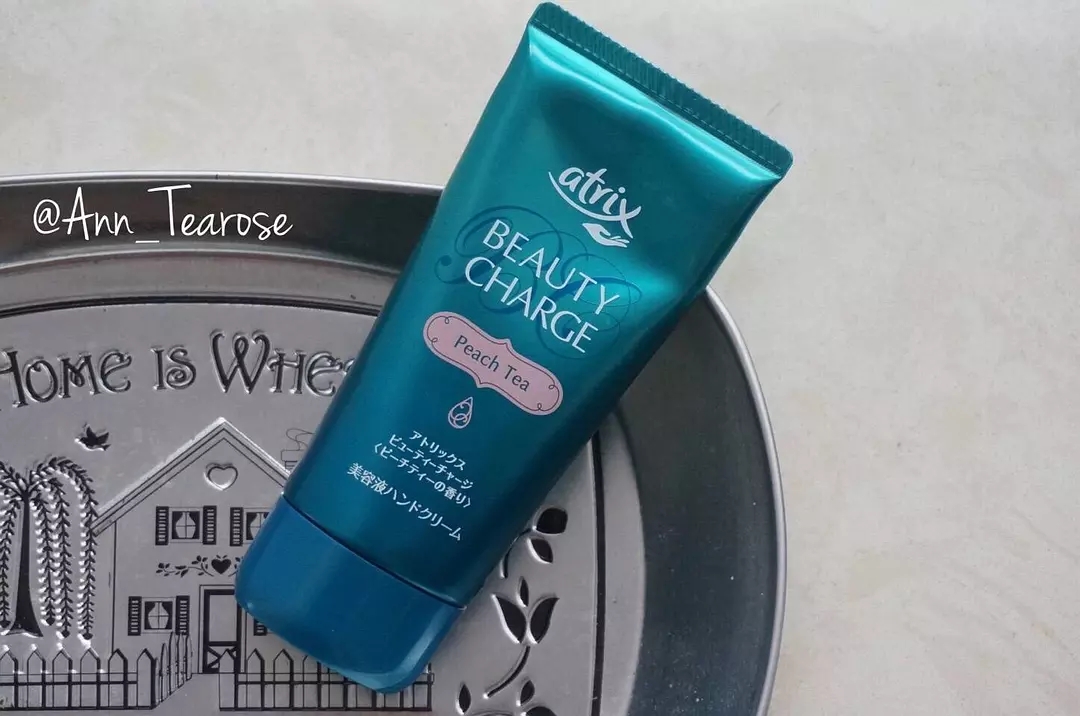 @Ann_Tearose
HOME IS WHE
atrix
BEAUTY
CHARGE
Peach Tea
アトリックス
ビューティーチャージ
〈ピーチティーの香り〉
美容液ハンドクリーム